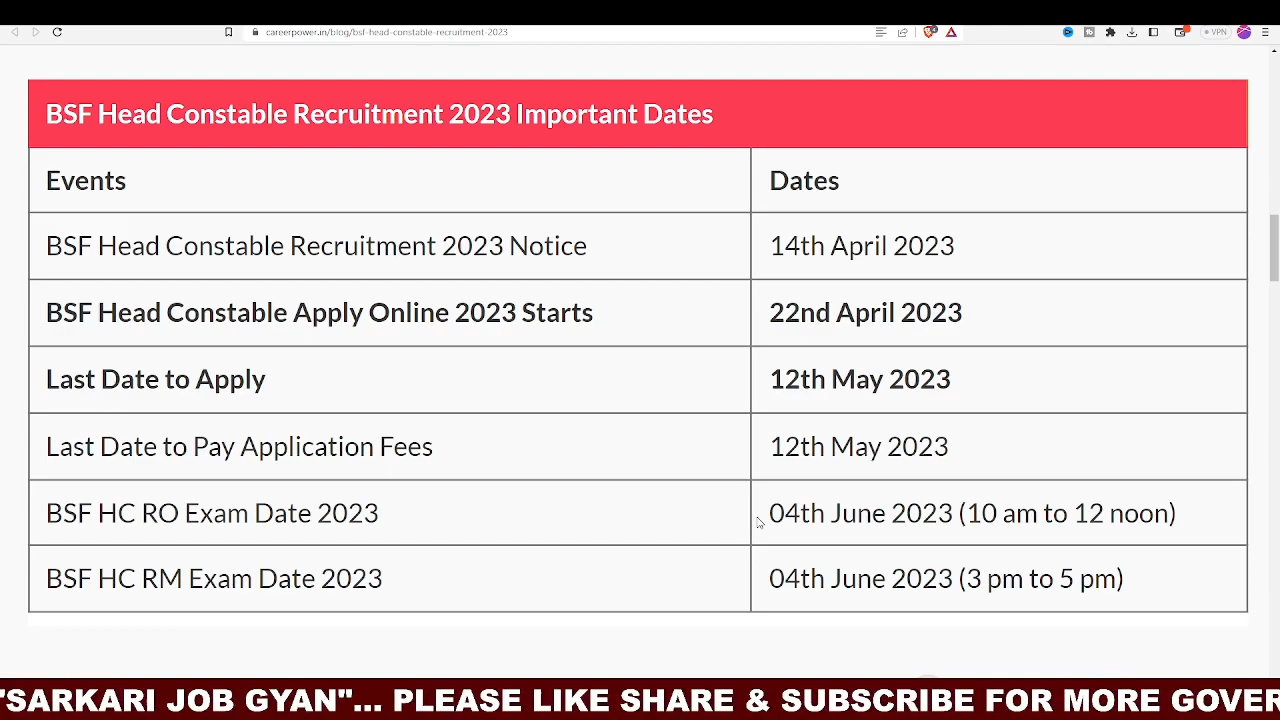 careerpower.in/blog/bsf-head-constable-recruitment-2023
VPN
BSF Head Constable Recruitment 2023 Important Dates
Events Dates
BSF Head Constable Recruitment 2023 Notice 14th April 2023
BSF Head Constable Apply Online 2023 Starts 22nd April 2023
Last Date to Apply 12th May 2023
Last Date to Pay Application Fees 12th May 2023
BSF HC RO Exam Date 2023 04th June 2023 (10 am to 12 noon)
BSF HC RM Exam Date 2023 04th June 2023 (3 pm to 5 pm)
"SARKARI JOB GYAN"... PLEASE LIKE SHARE & SUBSCRIBE FOR MORE GOVER